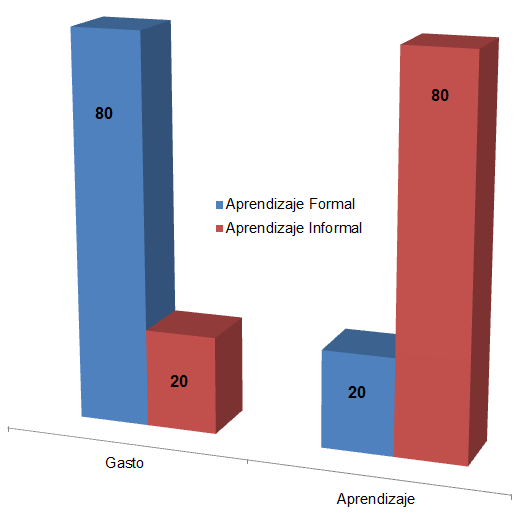 80
80
Aprendizaje Formal
Aprendizaje Informal
20
20
Gasto
Aprendizaje